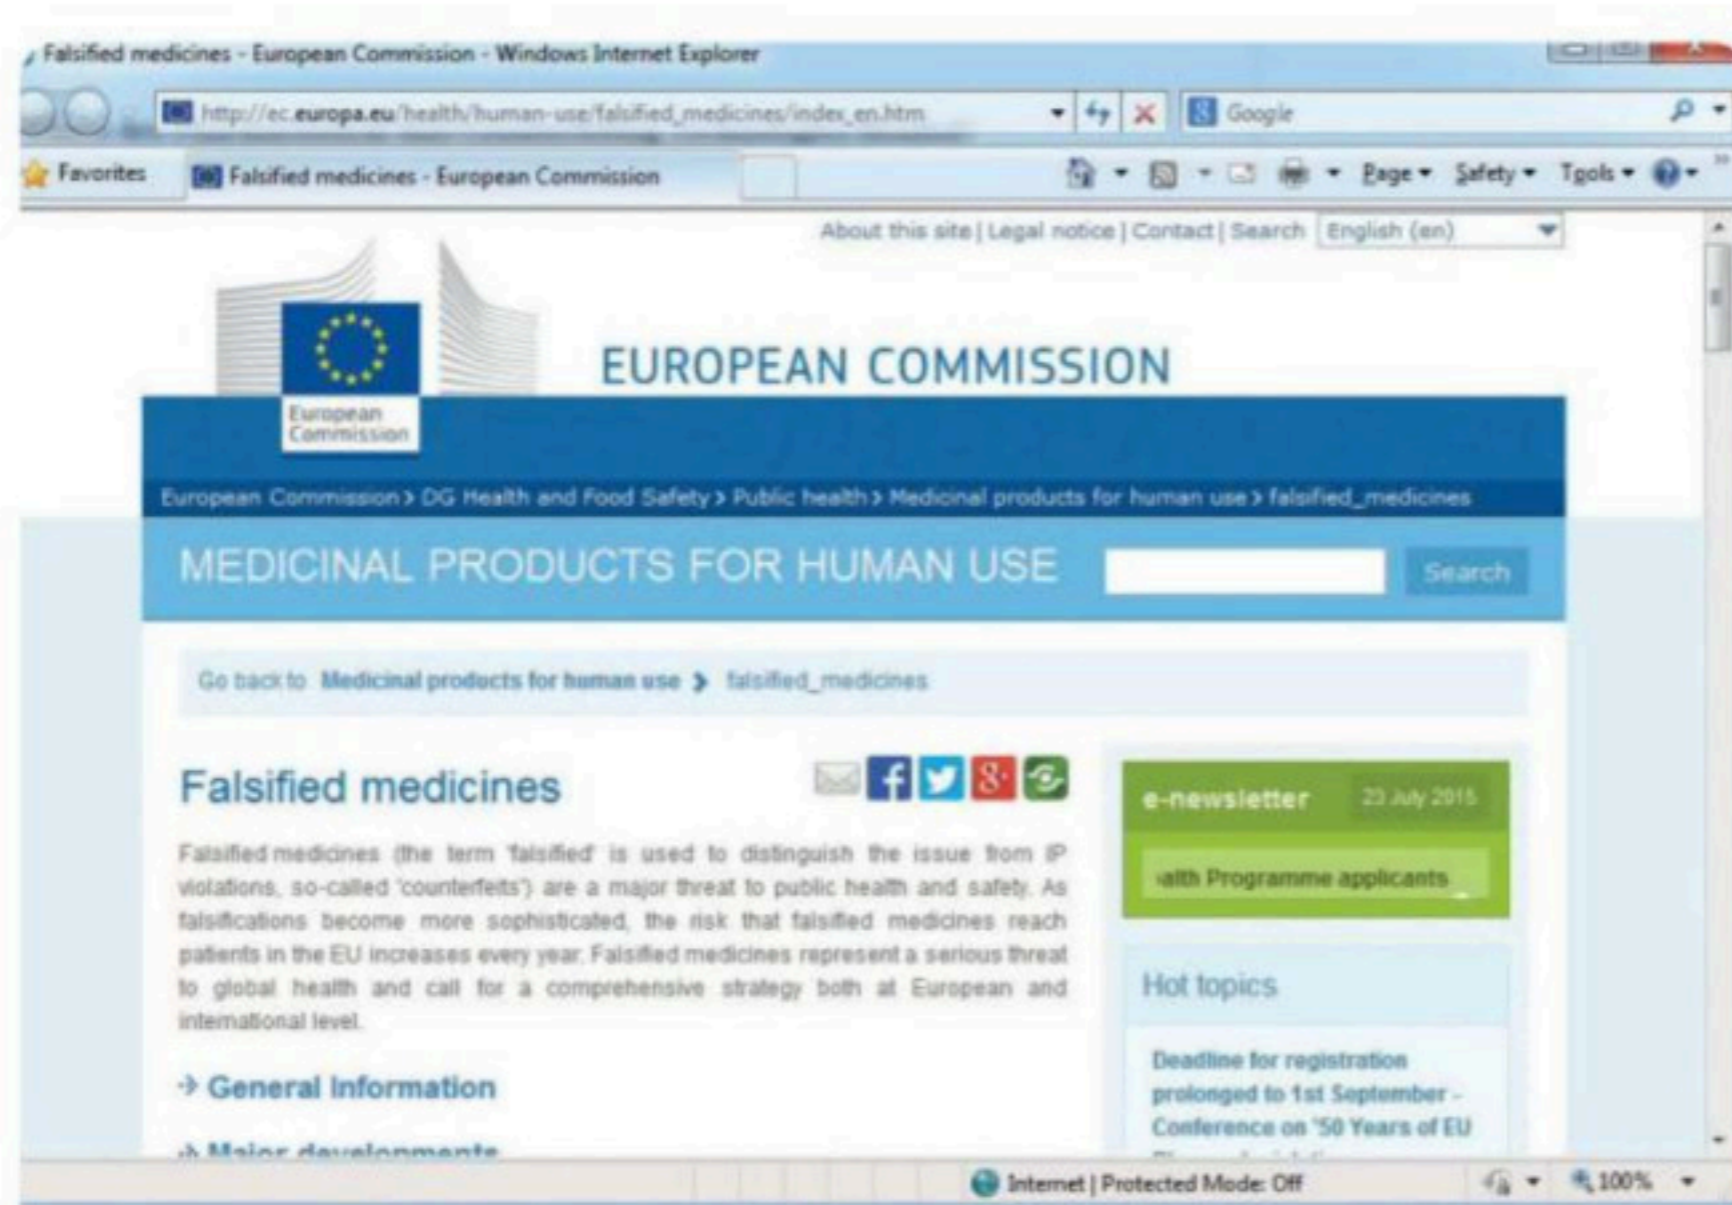 Falsified medicines - European Commission - Windows Internet Explorer
http://ec.europa.eu/health/human-use/falsified_medicines/index_en.htm
Google
Favorites
Falsified medicines - European Commission
Page
Safety
Tools
About this site | Legal notice | Contact | Search
English (en)
EUROPEAN COMMISSION
European
Commission
European Commission > DG Health and Food Safety > Public health > Medicinal products for human use > falsified_medicines
MEDICINAL PRODUCTS FOR HUMAN USE
Search
Go back to Medicinal products for human use > falsified_medicines
Falsified medicines
Falsified medicines (the term 'falsified' is used to distinguish the issue from IP
violations, so-called 'counterfeits') are a major threat to public health and safety. As
falsifications become more sophisticated, the risk that falsified medicines reach
patients in the EU increases every year. Falsified medicines represent a serious threat
to global health and call for a comprehensive strategy both at European and
international level.
General Information
Major developments
e-newsletter
23 July 2015
alth Programme applicants
Hot topics
Deadline for registration
prolonged to 1st September -
Conference on '50 Years of EU
Internet | Protected Mode: Off
100%